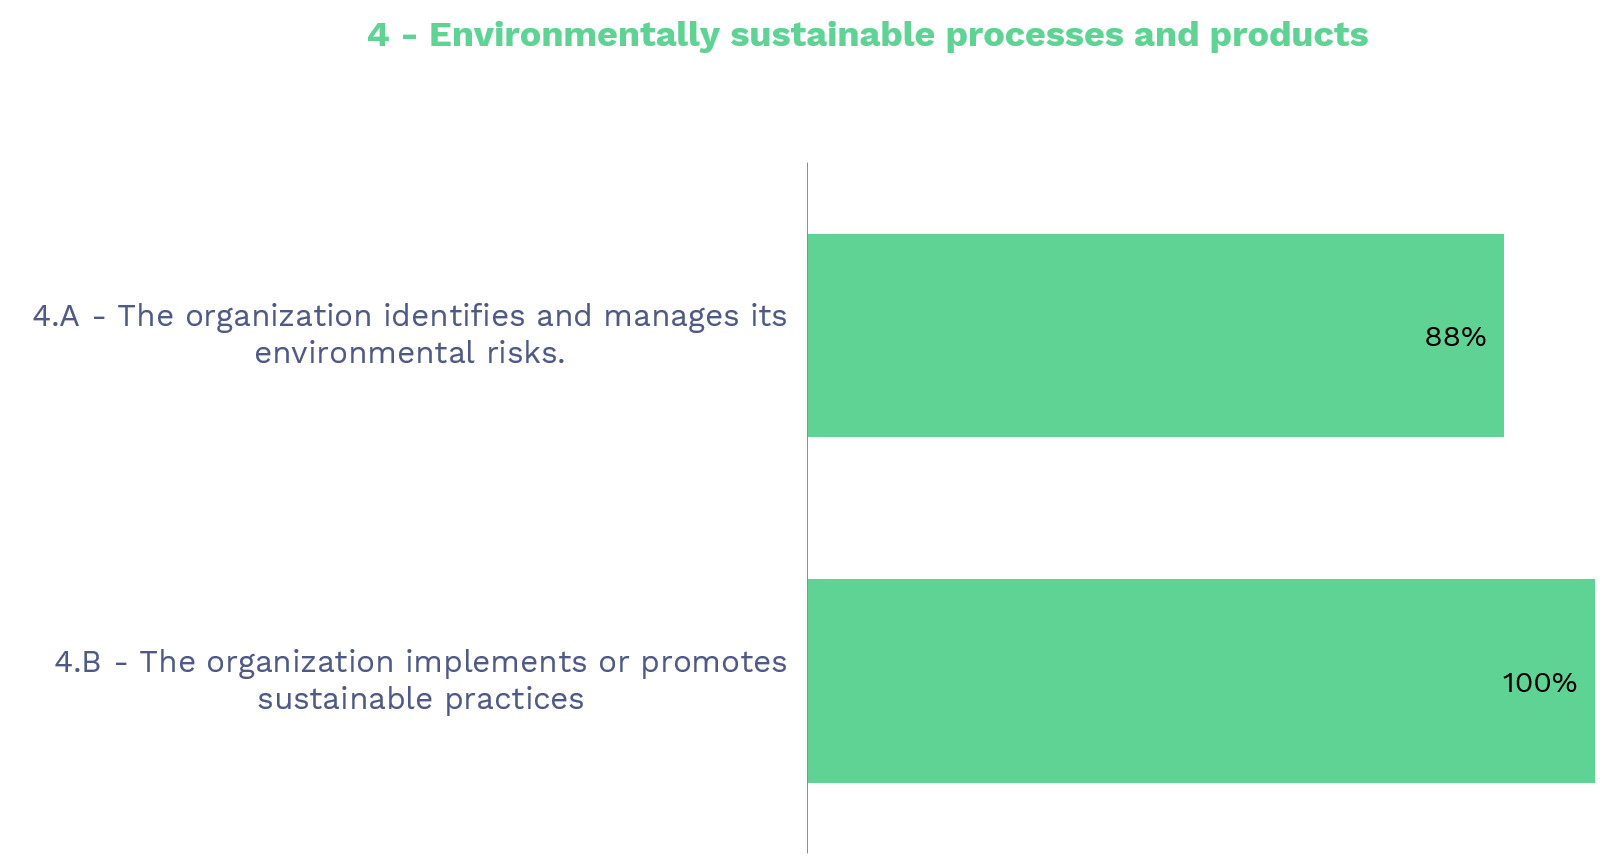 4 - Environmentally sustainable processes and products
4.A - The organization identifies and manages its
environmental risks.
88%
4.B - The organization implements or promotes
sustainable practices
100%